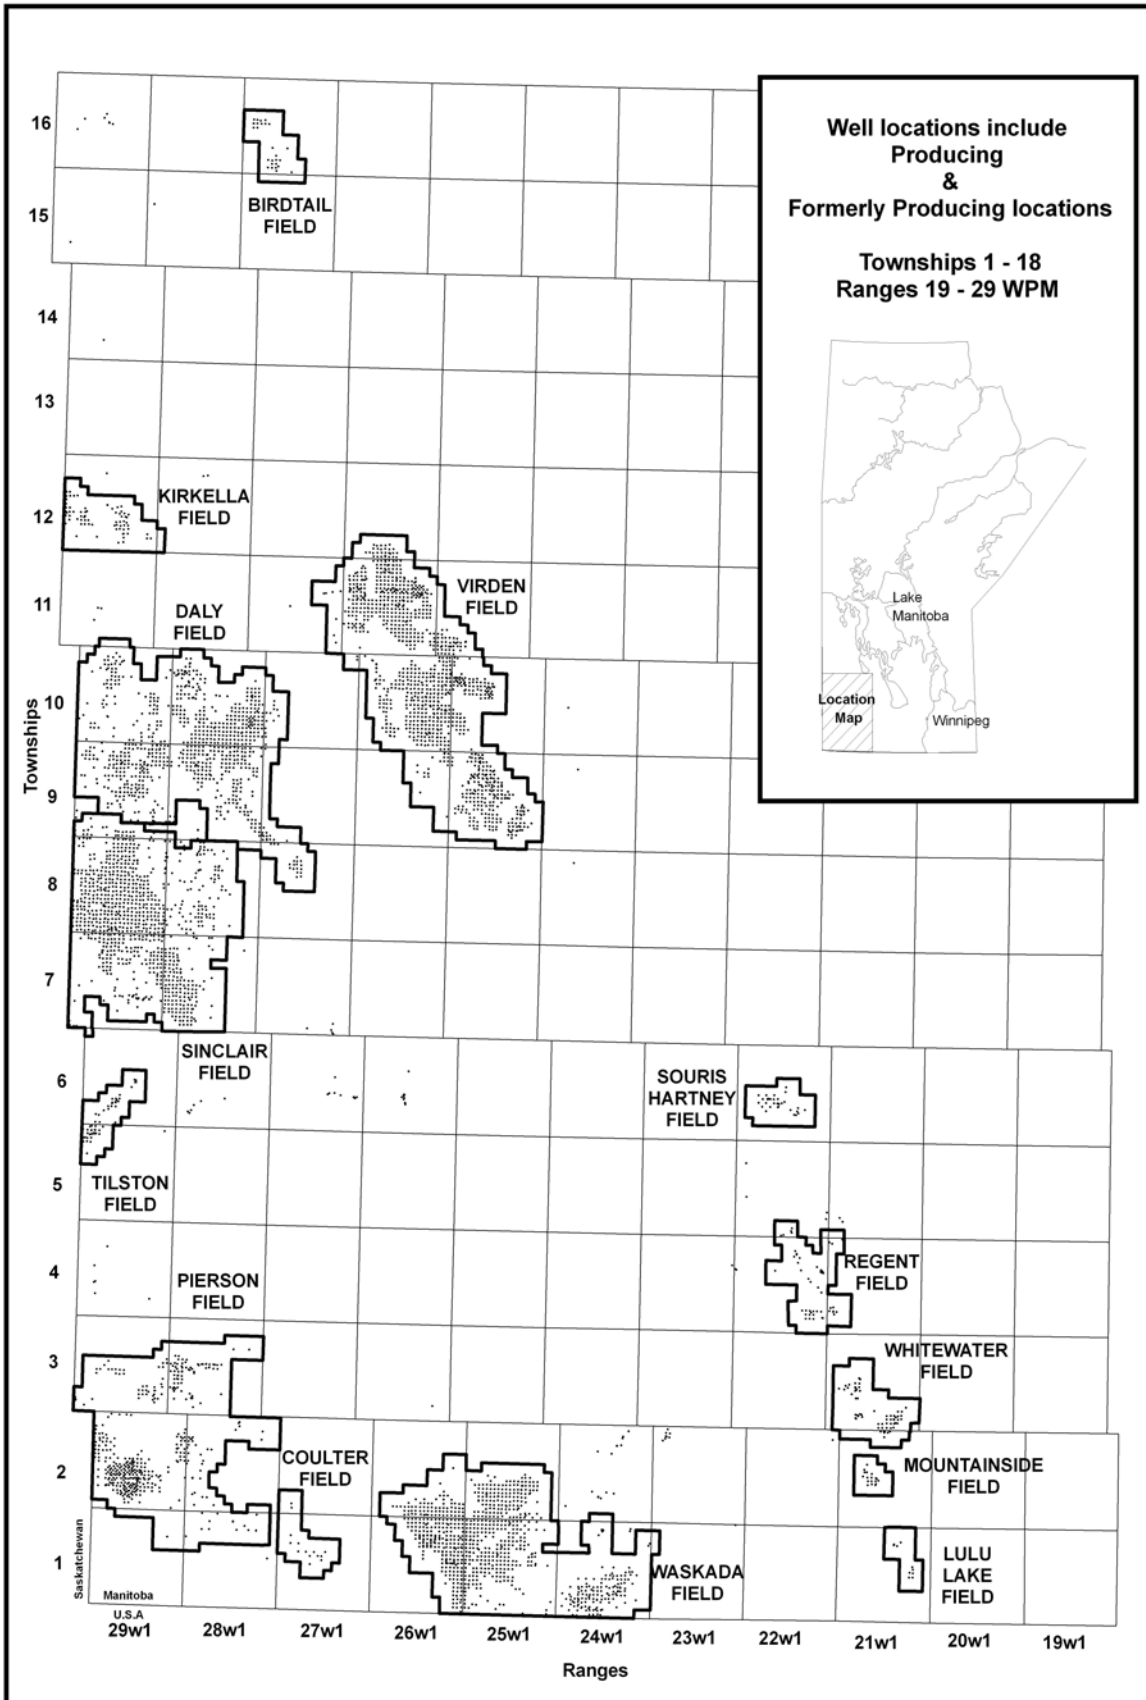 Well locations include
Producing
&
Formerly Producing locations
Townships 1 - 18
Ranges 19 - 29 WPM
Lake
Manitoba
Location
Map
Winnipeg
16
15
14
13
12
11
10
9
8
7
6
5
4
3
2
1
Townships
BIRDTAIL
FIELD
KIRKELLA
FIELD
VIRDEN
FIELD
DALY
FIELD
SINCLAIR
FIELD
SOURIS
HARTNEY
FIELD
TILSTON
FIELD
REGENT
FIELD
PIERSON
FIELD
WHITEWATER
FIELD
COULTER
FIELD
MOUNTAINSIDE
FIELD
WASKADA
FIELD
LULU
LAKE
FIELD
Saskatchewan
Manitoba
U.S.A
29w1 28w1 27w1 26w1 25w1 24w1 23w1 22w1 21w1 20w1 19w1
Ranges